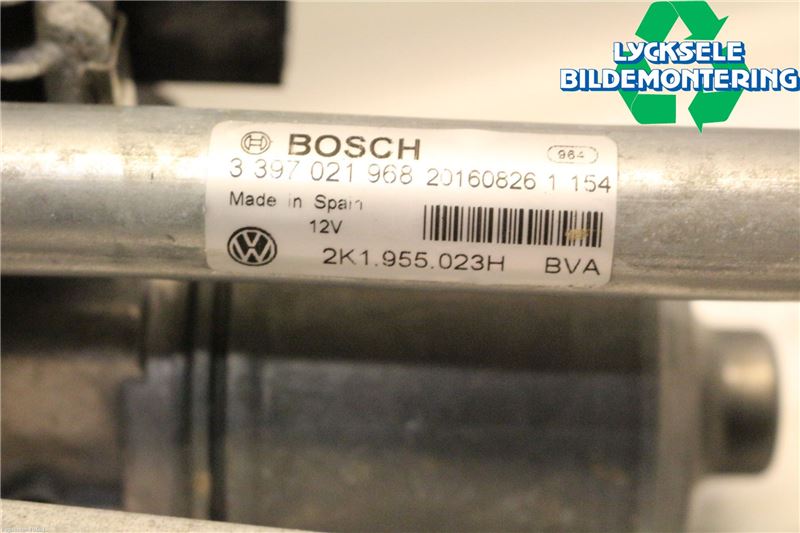 LYCKSELE
BILDEMONTERING
BOSCH 964
3 397 021 968 20160826 1 154
Made in Spain
12V
VW 2K1.955.023H BVA